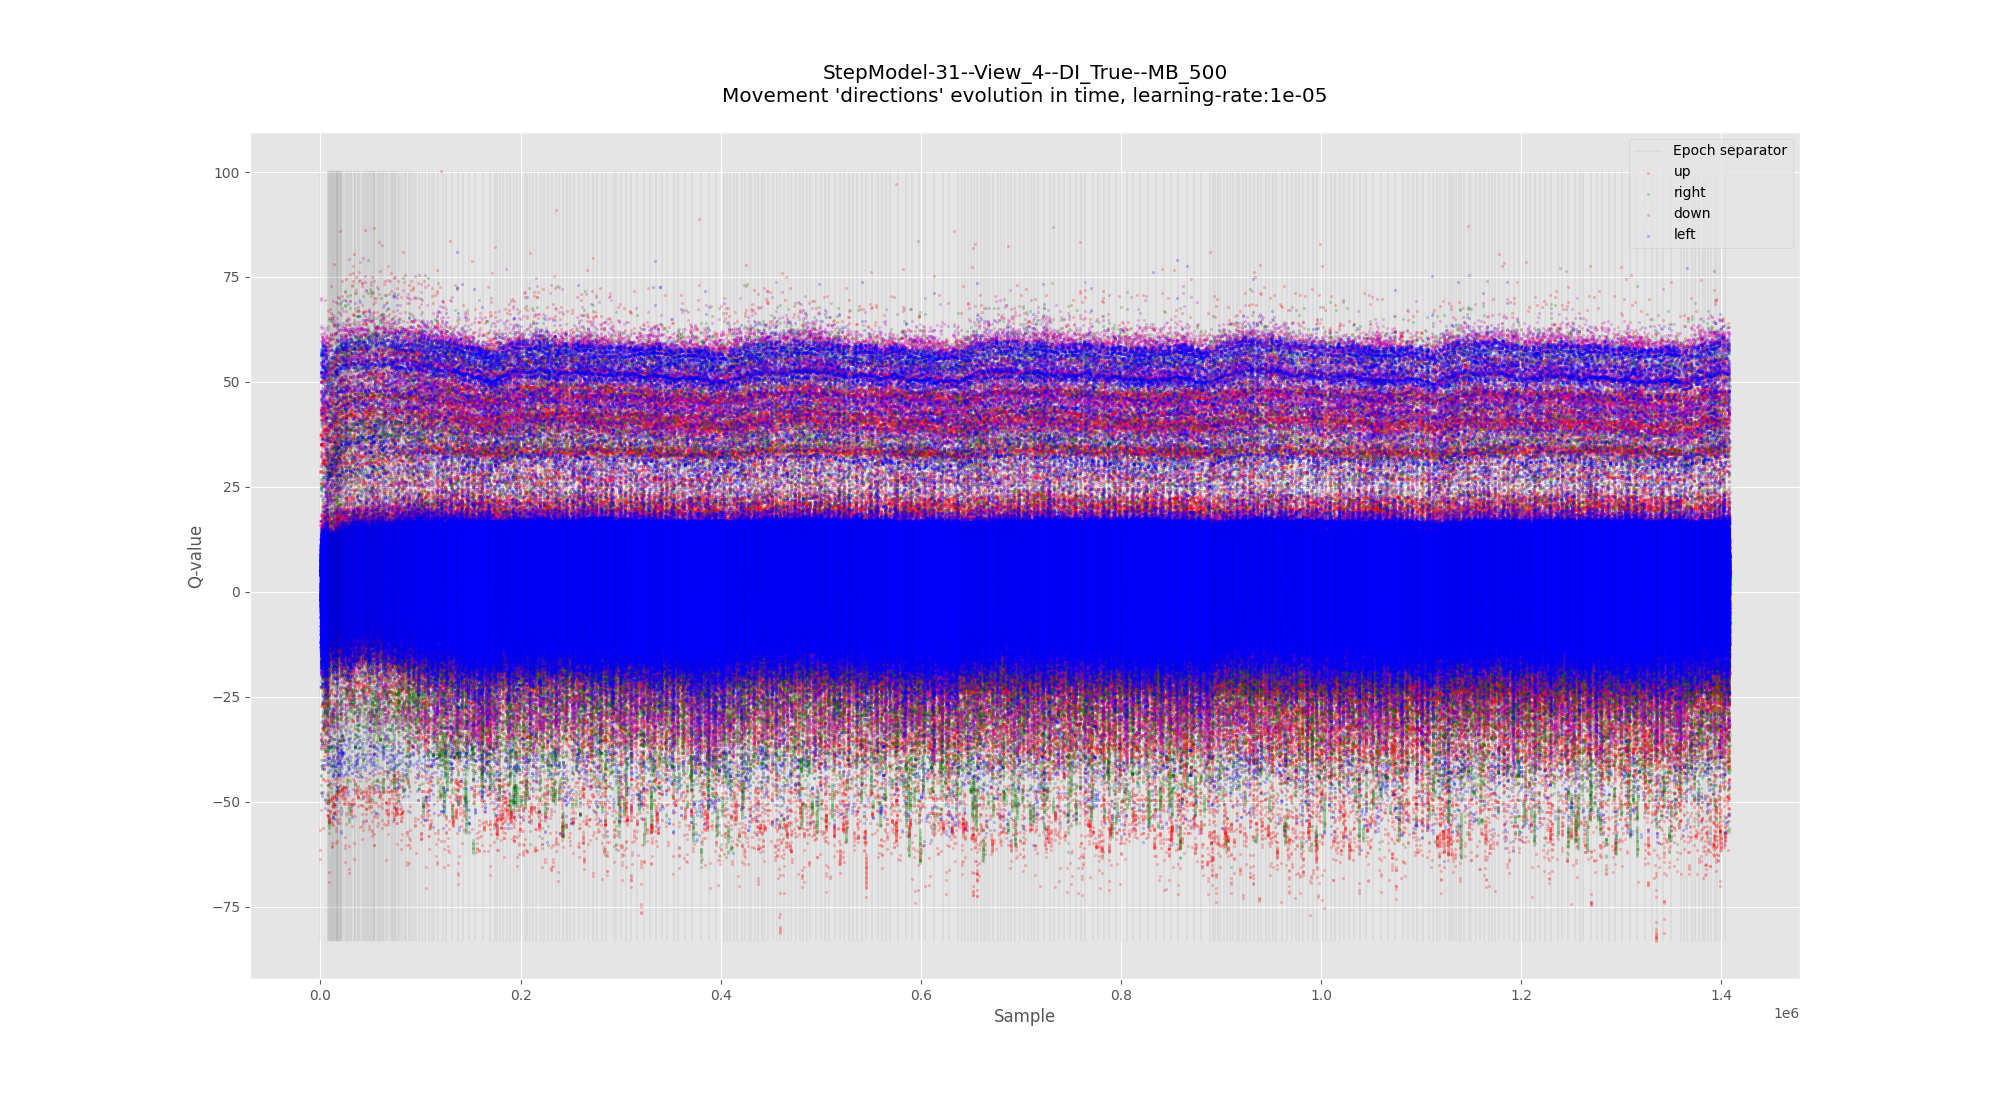 StepModel-31--View_4--DI_True--MB_500
Movement 'directions' evolution in time, learning-rate:1e-05
Epoch separator
up
right
down
left
100
75
50
25
0
−25
−50
−75
Q-value
0.0
0.2
0.4
0.6
0.8
1.0
1.2
1.4
1e6
Sample